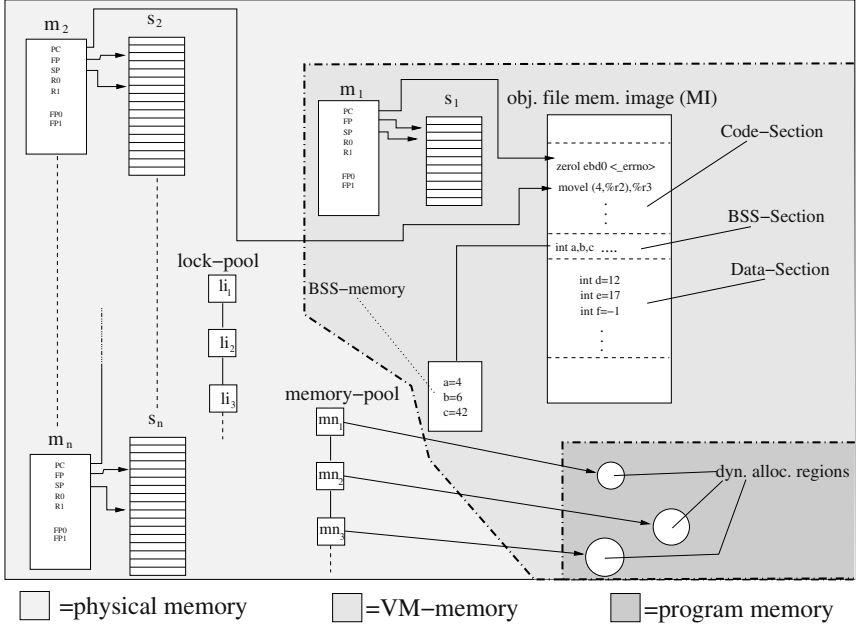 m2
s2
PC
FP
SP
R0
R1
FP0
FP1
m1
s1
PC
FP
SP
R0
R1
FP0
FP1
obj. file mem. image (MI)
Code−Section
zerol ebd0 <_errno>
movel (4,%r2),%r3
BSS−Section
int a,b,c ....
Data−Section
int d=12
int e=17
int f=−1
lock−pool
li1
li2
li3
BSS−memory
a=4
b=6
c=42
memory−pool
mn1
mn2
mn3
dyn. alloc. regions
mn
sn
PC
FP
SP
R0
R1
FP0
FP1
=physical memory
=VM−memory
=program memory